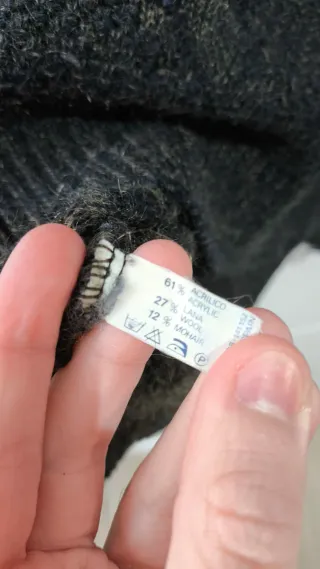 61 % ACRILICO
ACRYLIC
27 % LANA
WOOL
12 % MOHAIR
P